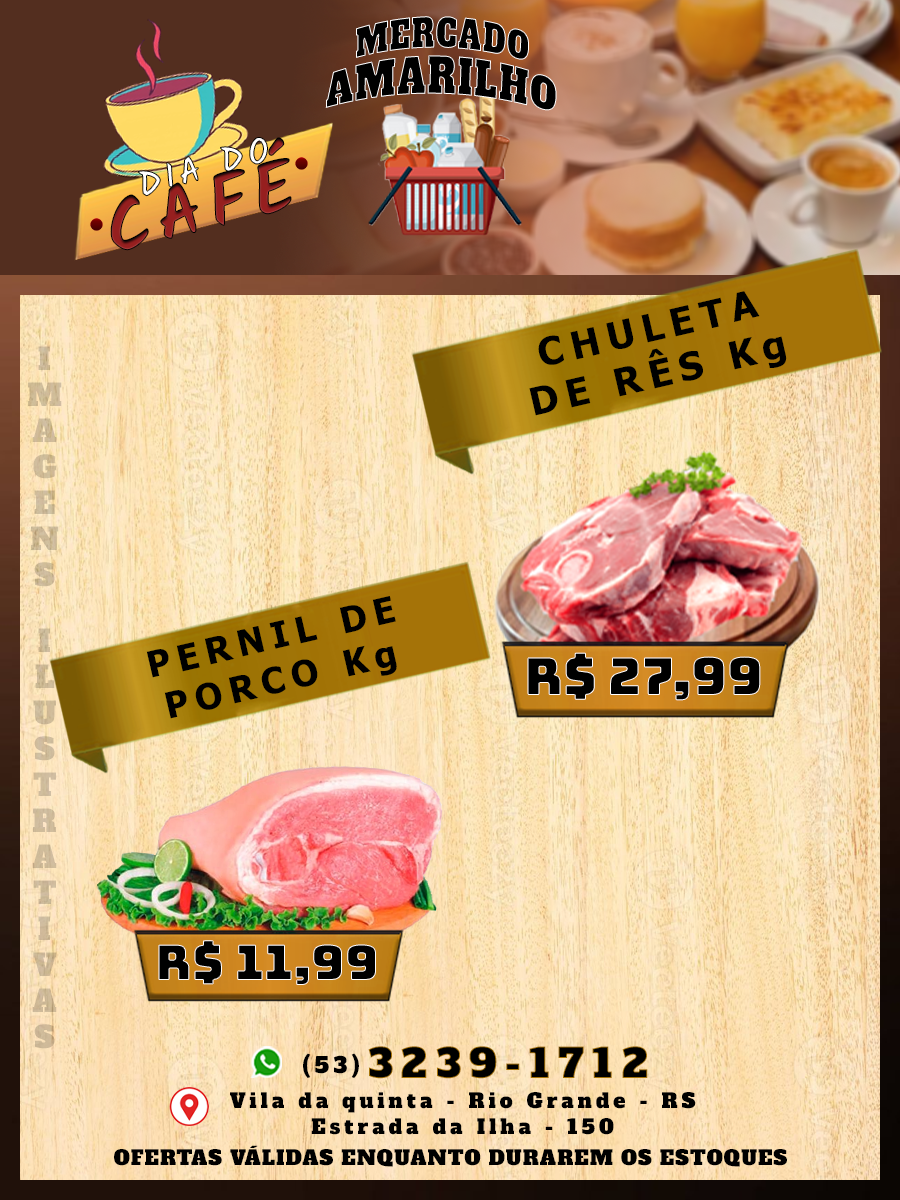 MERCADO
AMARILHO
DIA DO
CAFÉ
CHULETA
DE RÊS Kg
R$ 27,99
PERNIL DE
PORCO Kg
R$ 11,99
IMAGENS ILUSTRATIVAS
(53) 3239-1712
Vila da quinta - Rio Grande - RS
Estrada da Ilha - 150
OFERTAS VÁLIDAS ENQUANTO DURAREM OS ESTOQUES